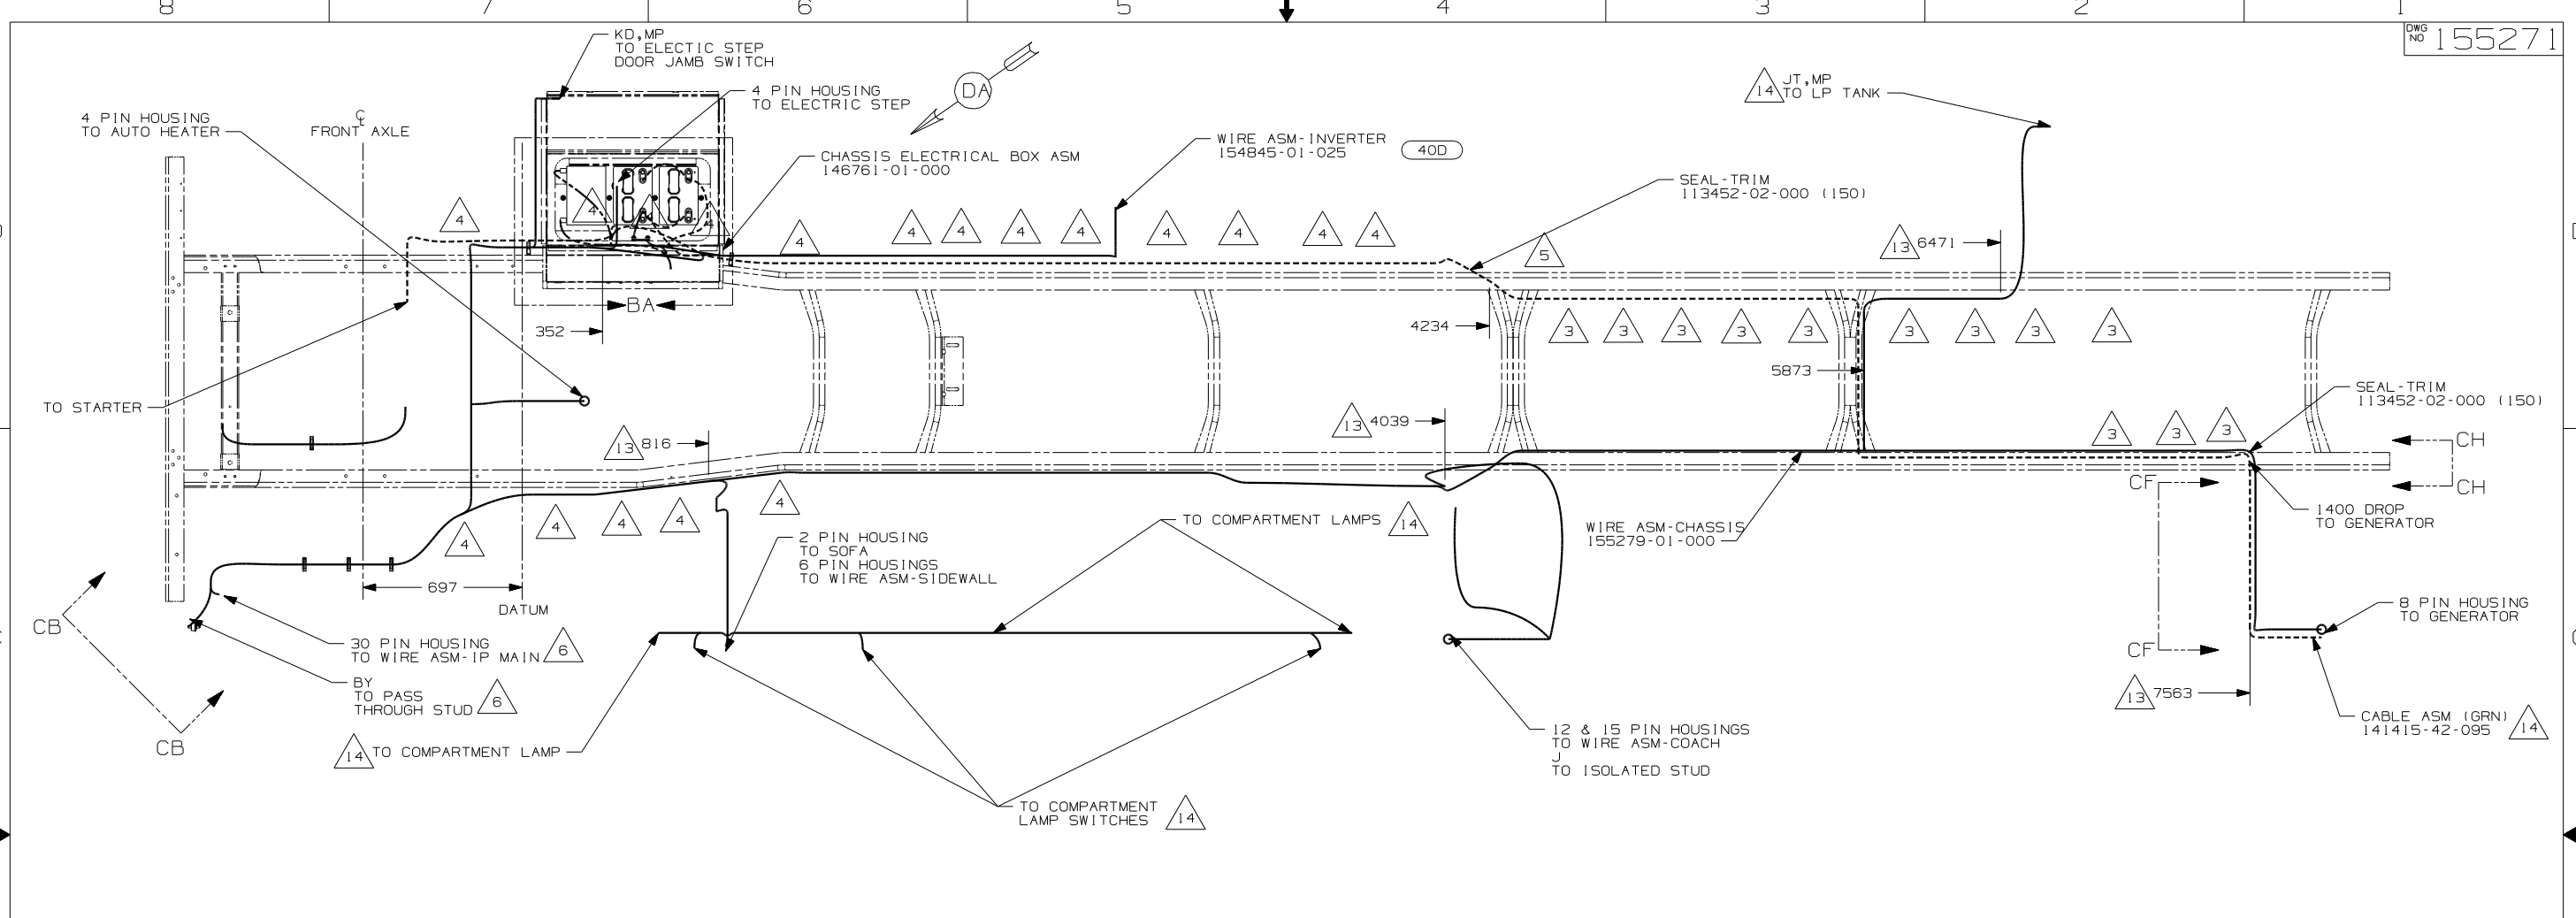 8 7 6 5 4 3 2 1
DWG
NO 155271
KD,MP
TO ELECTIC STEP
DOOR JAMB SWITCH
4 PIN HOUSING
TO ELECTRIC STEP
DA
14 JT,MP
TO LP TANK
4 PIN HOUSING
TO AUTO HEATER
℄
FRONT AXLE
WIRE ASM-INVERTER
154845-01-025
40D
CHASSIS ELECTRICAL BOX ASM
146761-01-000
SEAL-TRIM
113452-02-000 (150)
4
4
4
4
4
4
4
4
4
4
4
4
5
13 6471
BA
352
4234
3
3
3
3
3
3
3
3
3
5873
TO STARTER
SEAL-TRIM
113452-02-000 (150)
13 816
13 4039
3
3
3
CH
CH
CF
4
4
4
4
4
TO COMPARTMENT LAMPS 14
WIRE ASM-CHASSIS
155279-01-000
1400 DROP
TO GENERATOR
2 PIN HOUSING
TO SOFA
6 PIN HOUSINGS
TO WIRE ASM-SIDEWALL
697
DATUM
CB
8 PIN HOUSING
TO GENERATOR
30 PIN HOUSING
TO WIRE ASM-IP MAIN 6
CF
BY
TO PASS
THROUGH STUD 6
13 7563
CB
14 TO COMPARTMENT LAMP
12 & 15 PIN HOUSINGS
TO WIRE ASM-COACH
J
TO ISOLATED STUD
CABLE ASM (GRN)
141415-42-095 14
TO COMPARTMENT
LAMP SWITCHES 14